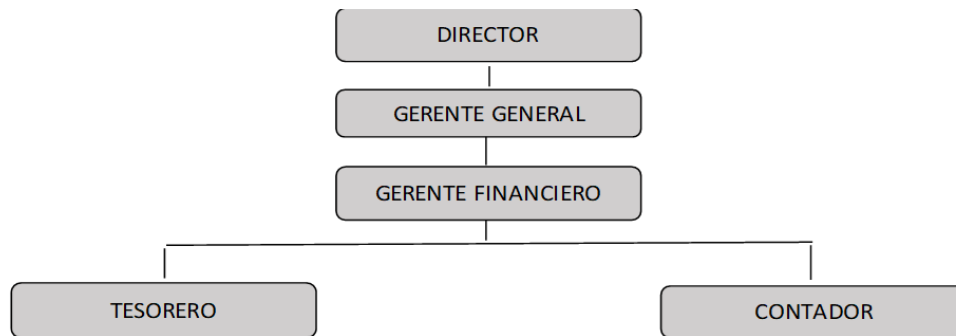 DIRECTOR
GERENTE GENERAL
GERENTE FINANCIERO
TESORERO
CONTADOR